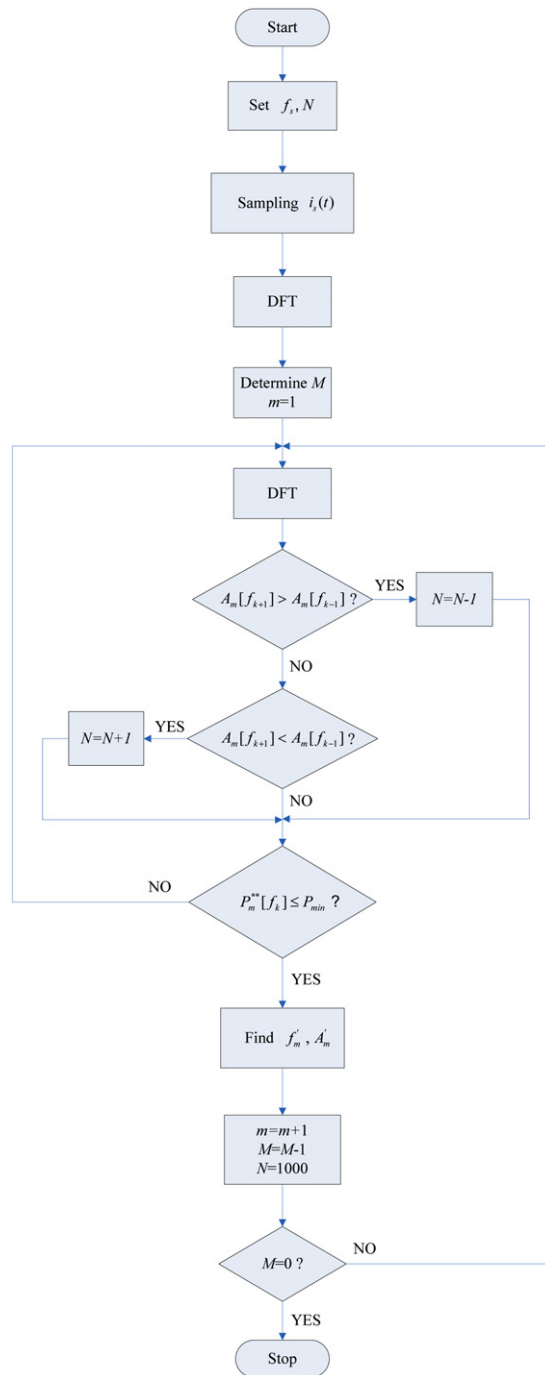 Start
Set f_s, N
Sampling i_s(t)
DFT
Determine M
m=1
DFT
A_m[f_{k+1}] > A_m[f_{k-1}] ?
YES
N=N-1
NO
A_m[f_{k+1}] < A_m[f_{k-1}] ?
YES
N=N+1
NO
P_m^{**}[f_k] ≤ P_{min} ?
NO
YES
Find f_m^', A_m^'
m=m+1
M=M-1
N=1000
M=0 ?
NO
YES
Stop